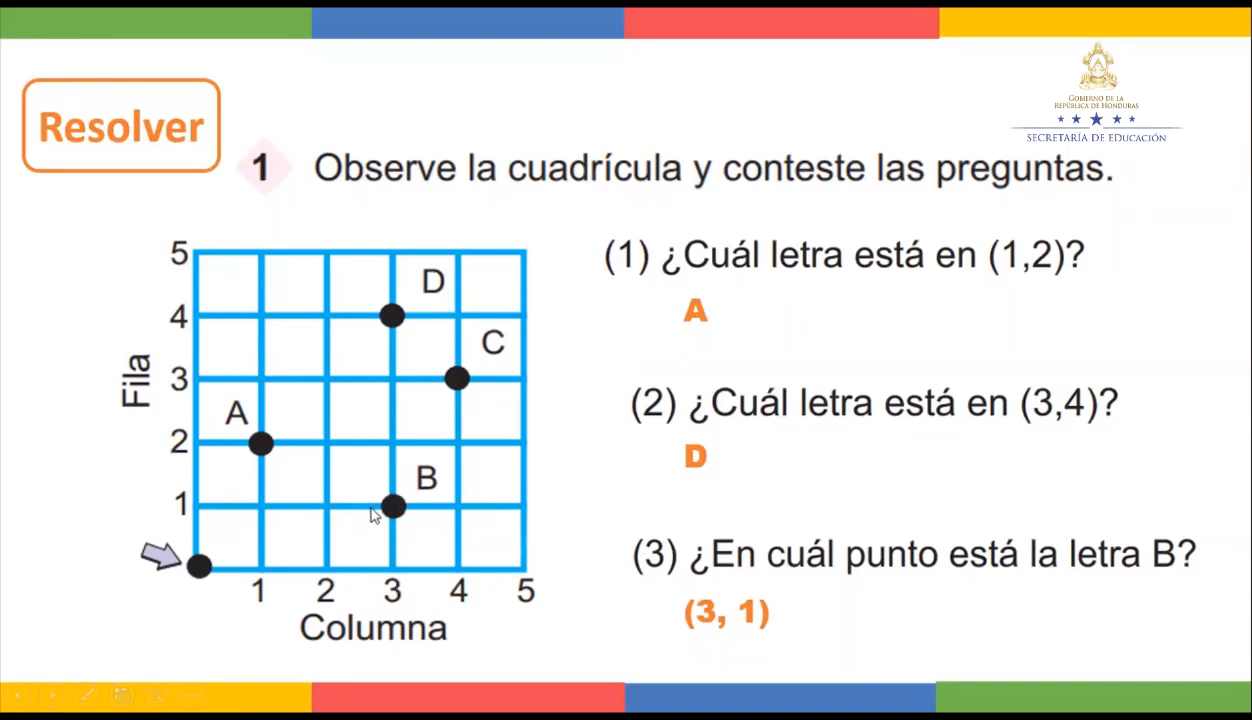 GOBIERNO DE LA
REPÚBLICA DE HONDURAS
SECRETARÍA DE EDUCACIÓN
Resolver
1 Observe la cuadrícula y conteste las preguntas.
5
4
3
2
1
Fila
D
C
A
B
1 2 3 4 5
Columna
(1) ¿Cuál letra está en (1,2)?
A
(2) ¿Cuál letra está en (3,4)?
D
(3) ¿En cuál punto está la letra B?
(3, 1)